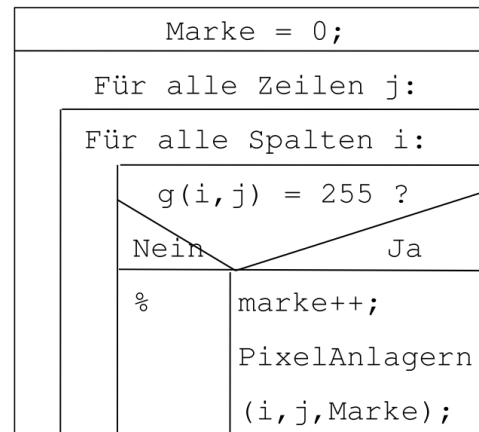 Marke = 0;
Für alle Zeilen j:
Für alle Spalten i:
g(i,j) = 255 ?
Nein Ja
% marke++;
PixelAnlagern
(i,j,Marke);